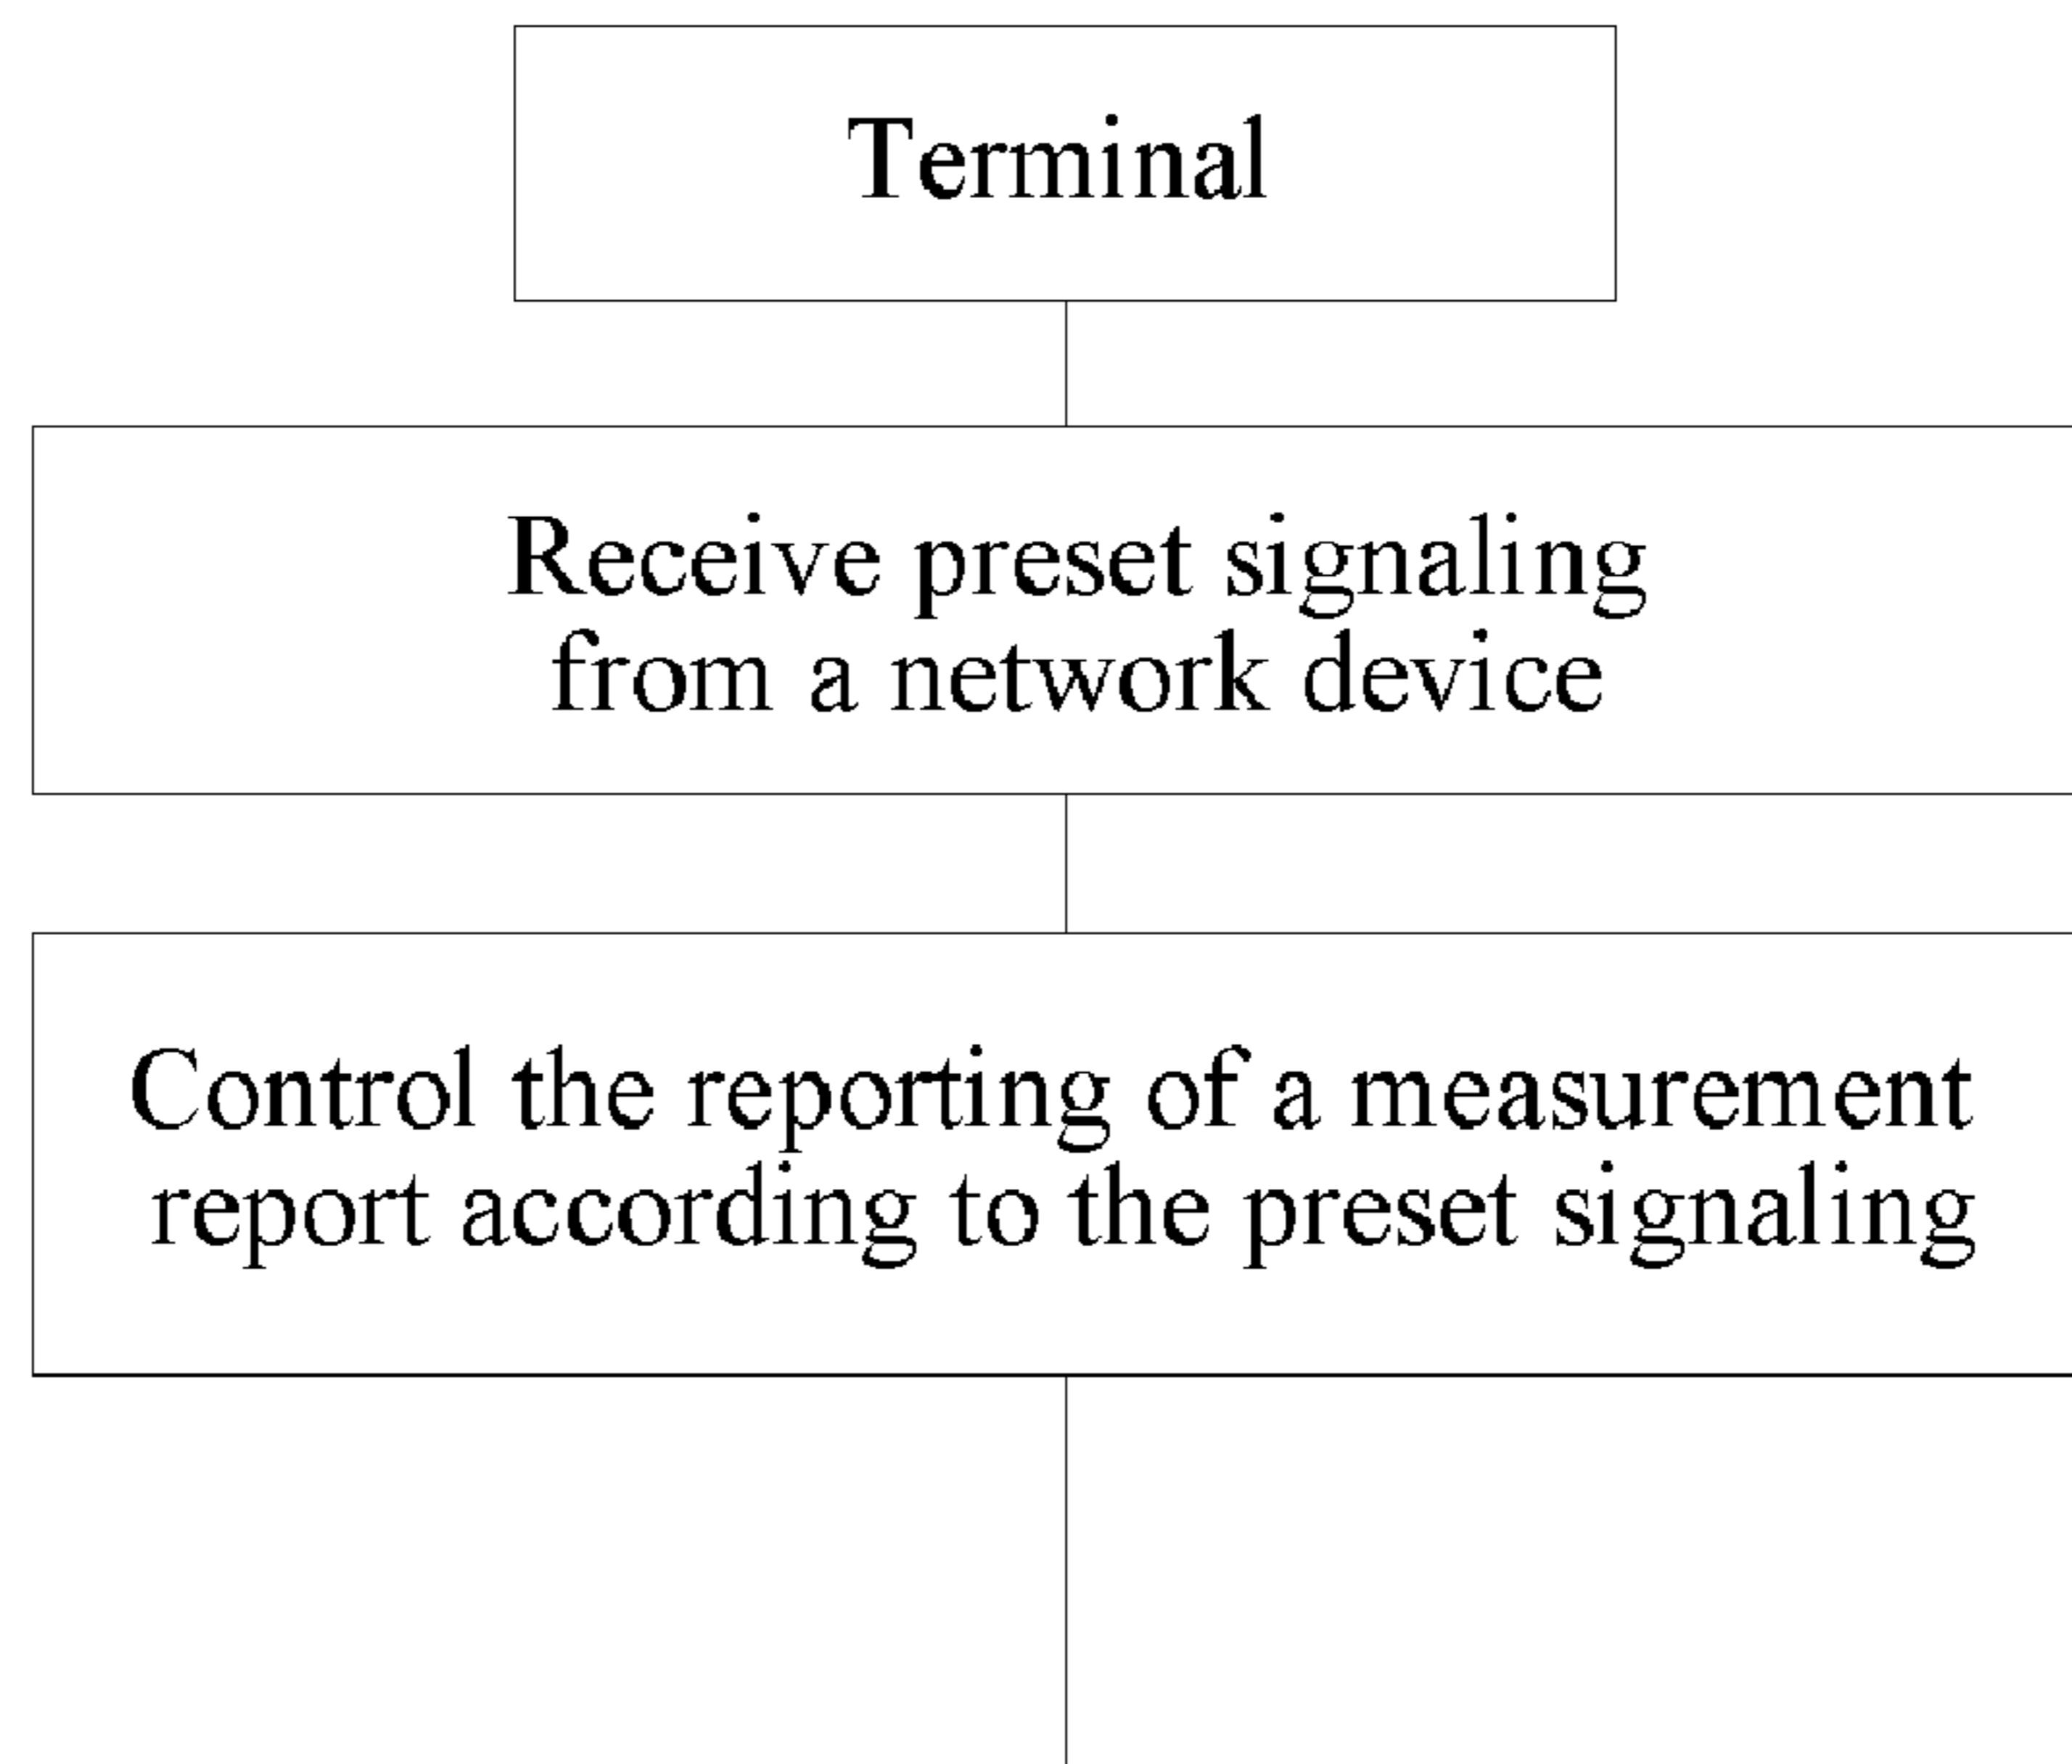 Terminal
Receive preset signaling
from a network device
Control the reporting of a measurement
report according to the preset signaling